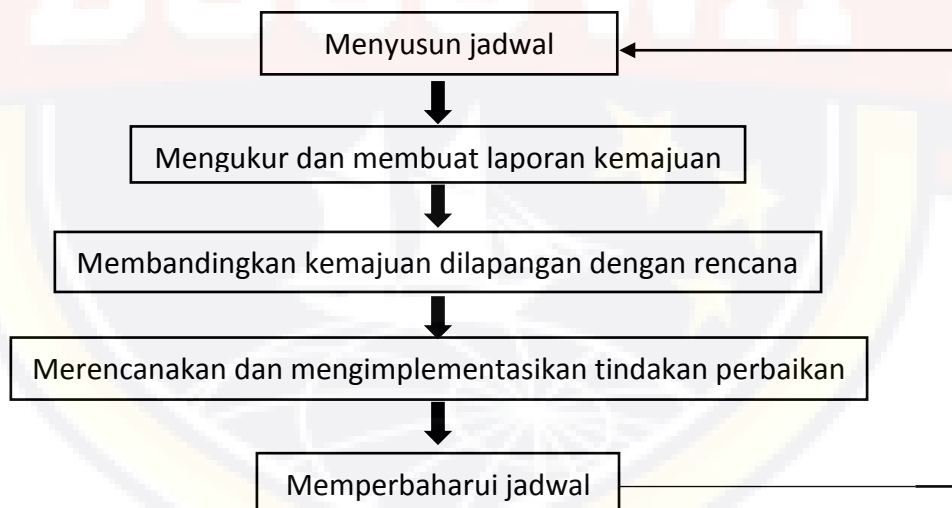 Menyusun jadwal
Mengukur dan membuat laporan kemajuan
Membandingkan kemajuan dilapangan dengan rencana
Merencanakan dan mengimplementasikan tindakan perbaikan
Memperbaharui jadwal